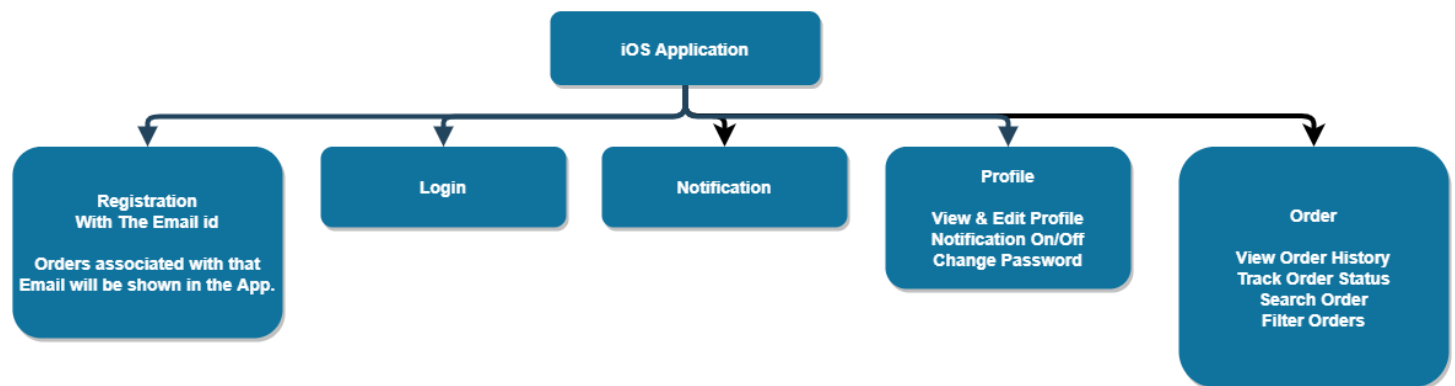 iOS Application
Registration
With The Email id
Orders associated with that
Email will be shown in the App.
Login
Notification
Profile
View & Edit Profile
Notification On/Off
Change Password
Order
View Order History
Track Order Status
Search Order
Filter Orders